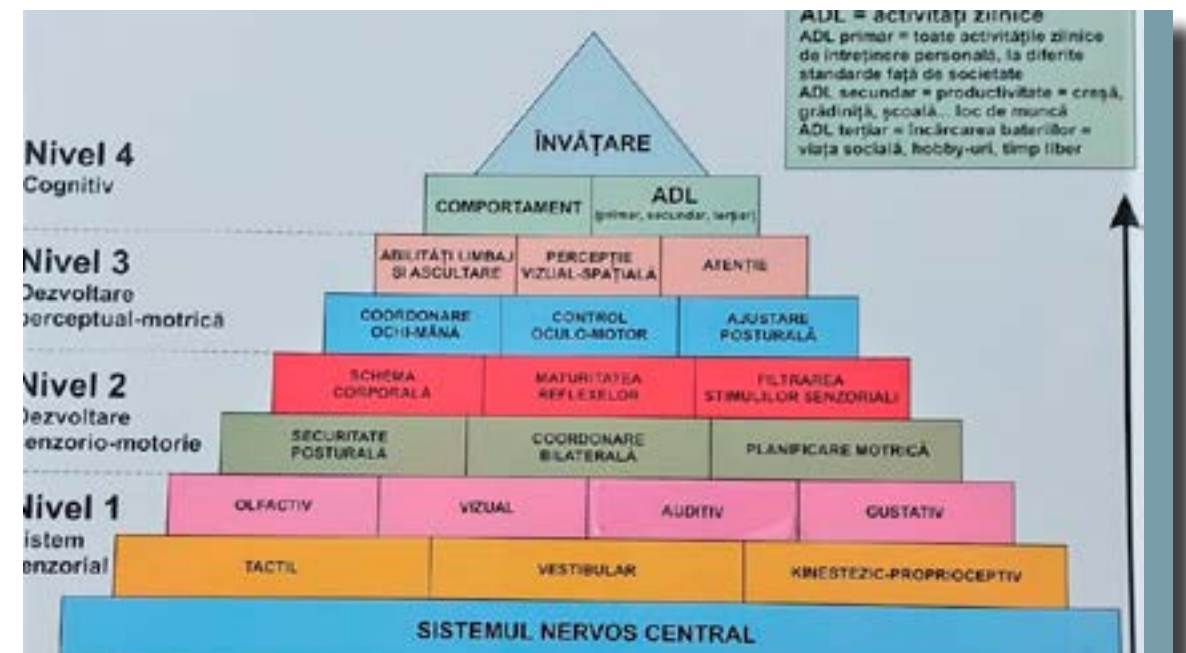 ADL = activități zilnice
ADL primar = toate activitățile zilnice
de întreținere personală, la diferite
standarde față de societate
ADL secundar = productivitate = creșă,
grădiniță, școală... loc de muncă
ADL terțiar = încărcarea bateriilor =
viața socială, hobby-uri, timp liber
ÎNVĂȚARE
Nivel 4
Cognitiv
COMPORTAMENT
ADL
(primar, secundar, terțiar)
Nivel 3
Dezvoltare
perceptual-motrică
ABILITĂȚI LIMBAJ
ȘI ASCULTARE
PERCEPȚIE
VIZUAL-SPAȚIALĂ
ATENȚIE
COORDONARE
OCHI-MÂNĂ
CONTROL
OCULO-MOTOR
AJUSTARE
POSTURALĂ
Nivel 2
Dezvoltare
senzorio-motorie
SCHEMA
CORPORALĂ
MATURITATEA
REFLEXELOR
FILTRAREA
STIMULILOR SENZORIALI
SECURITATE
POSTURALĂ
COORDONARE
BILATERALĂ
PLANIFICARE MOTRICĂ
Nivel 1
istem
enzorial
OLFACTIV
VIZUAL
AUDITIV
GUSTATIV
TACTIL
VESTIBULAR
KINESTEZIC-PROPRIOCEPTIV
SISTEMUL NERVOS CENTRAL